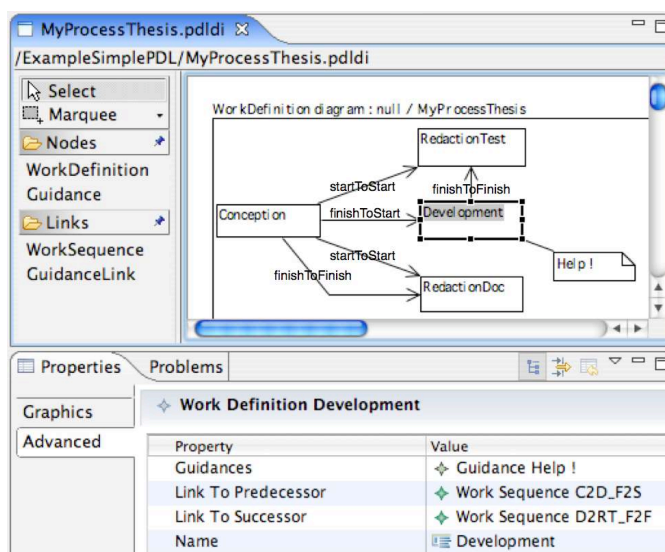 MyProcessThesis.pdldi
/ExampleSimplePDL/MyProcessThesis.pdldi
Select
Marquee
Nodes
WorkDefinition
Guidance
Links
WorkSequence
GuidanceLink
WorkDefinition diagram : null / MyProcessThesis
RedactionTest
startToStart
finishToFinish
Conception
finishToStart
Development
startToStart
Help !
finishToFinish
RedactionDoc
Properties
Problems
Graphics
Advanced
Work Definition Development
Property Value
Guidances Guidance Help !
Link To Predecessor Work Sequence C2D_F2S
Link To Successor Work Sequence D2RT_F2F
Name Development